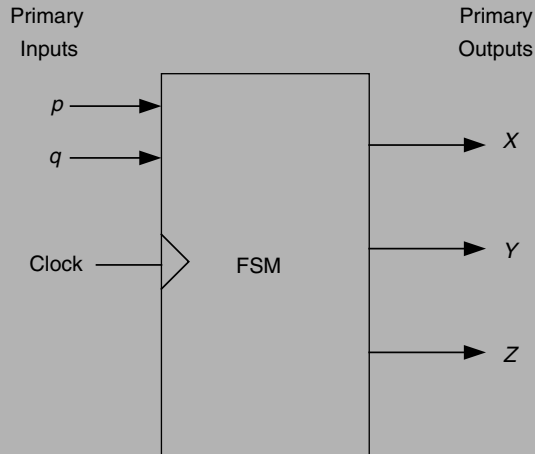 Primary
Inputs
Primary
Outputs
p
q
Clock
FSM
X
Y
Z